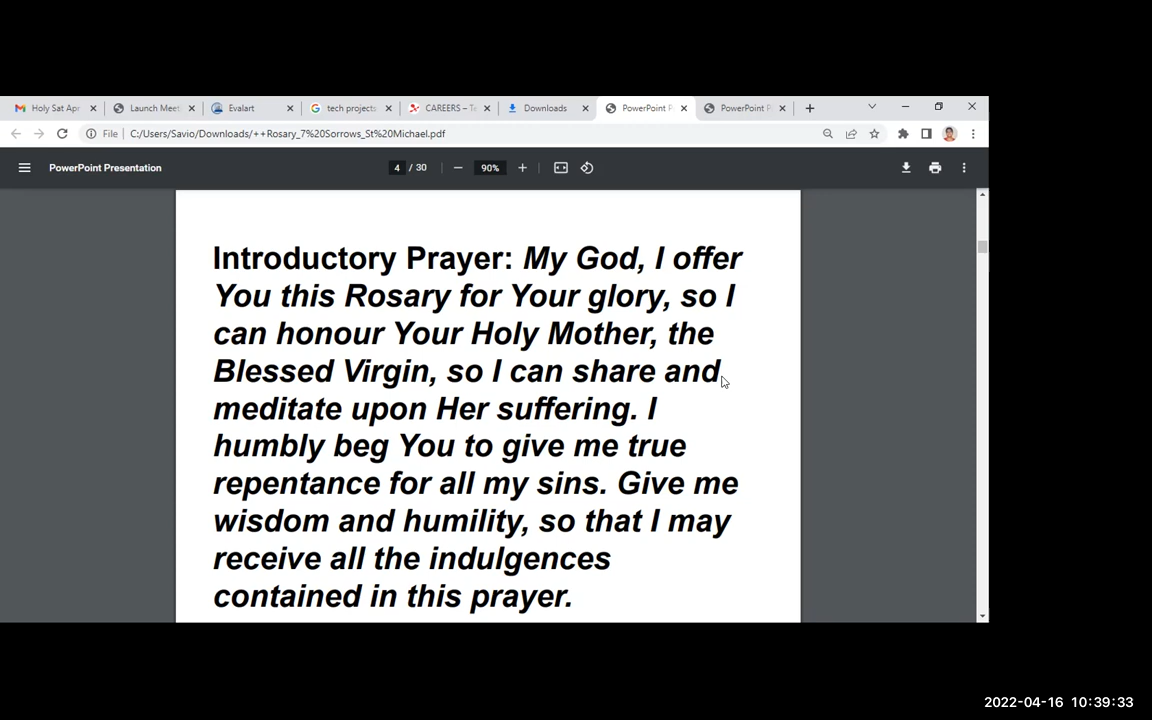 Holy Sat Apr
Launch Meet
Evalart
tech projects
CAREERS – Te
Downloads
PowerPoint P
PowerPoint P
File C:/Users/Savio/Downloads/++Rosary_7%20Sorrows_St%20Michael.pdf
PowerPoint Presentation
4 / 30
90%
Introductory Prayer: My God, I offer
You this Rosary for Your glory, so I
can honour Your Holy Mother, the
Blessed Virgin, so I can share and
meditate upon Her suffering. I
humbly beg You to give me true
repentance for all my sins. Give me
wisdom and humility, so that I may
receive all the indulgences
contained in this prayer.
2022-04-16 10:39:33